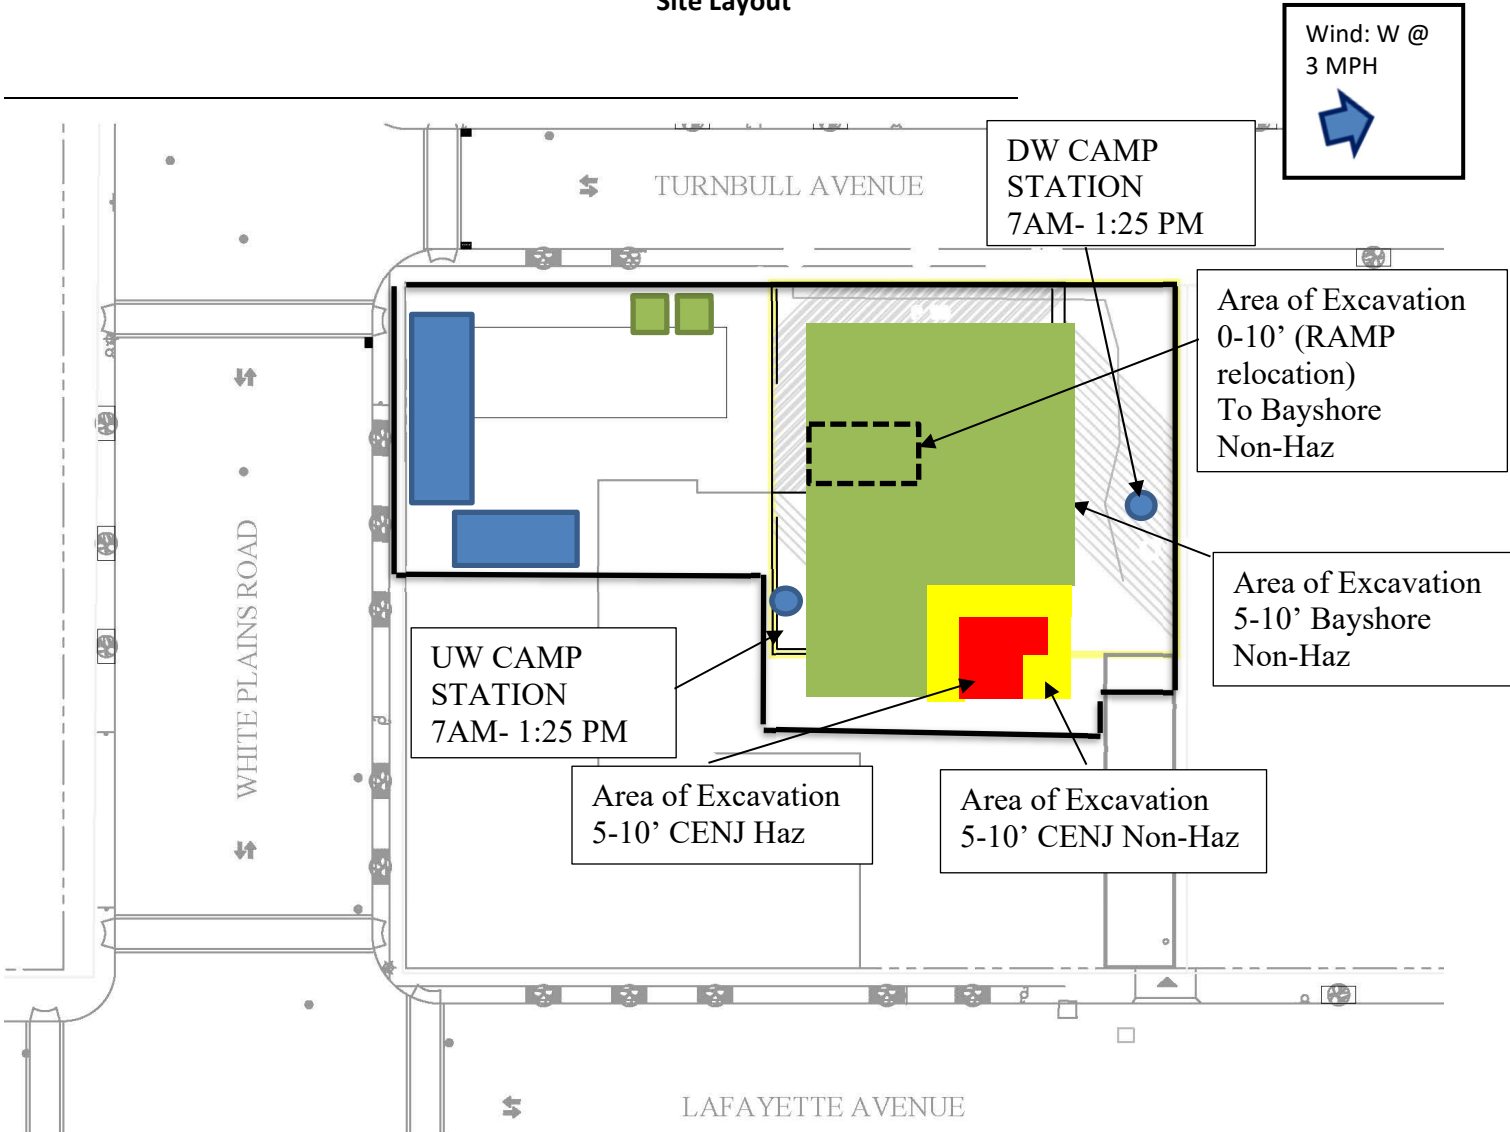 Site Layout
Wind: W @
3 MPH
TURNBULL AVENUE
DW CAMP
STATION
7AM- 1:25 PM
Area of Excavation
0-10’ (RAMP
relocation)
To Bayshore
Non-Haz
WHITE PLAINS ROAD
Area of Excavation
5-10’ Bayshore
Non-Haz
UW CAMP
STATION
7AM- 1:25 PM
Area of Excavation
5-10’ CENJ Haz
Area of Excavation
5-10’ CENJ Non-Haz
LAFAYETTE AVENUE